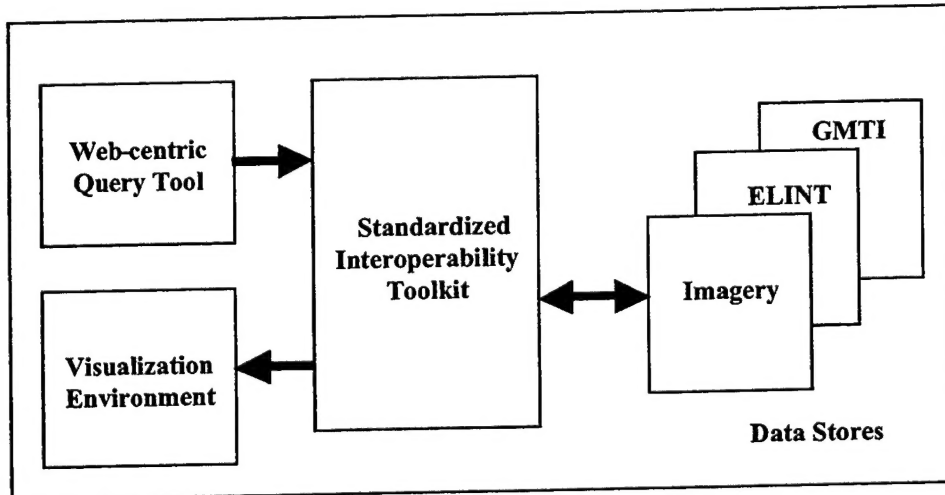 Web-centric
Query Tool
Standardized
Interoperability
Toolkit
Visualization
Environment
GMTI
ELINT
Imagery
Data Stores